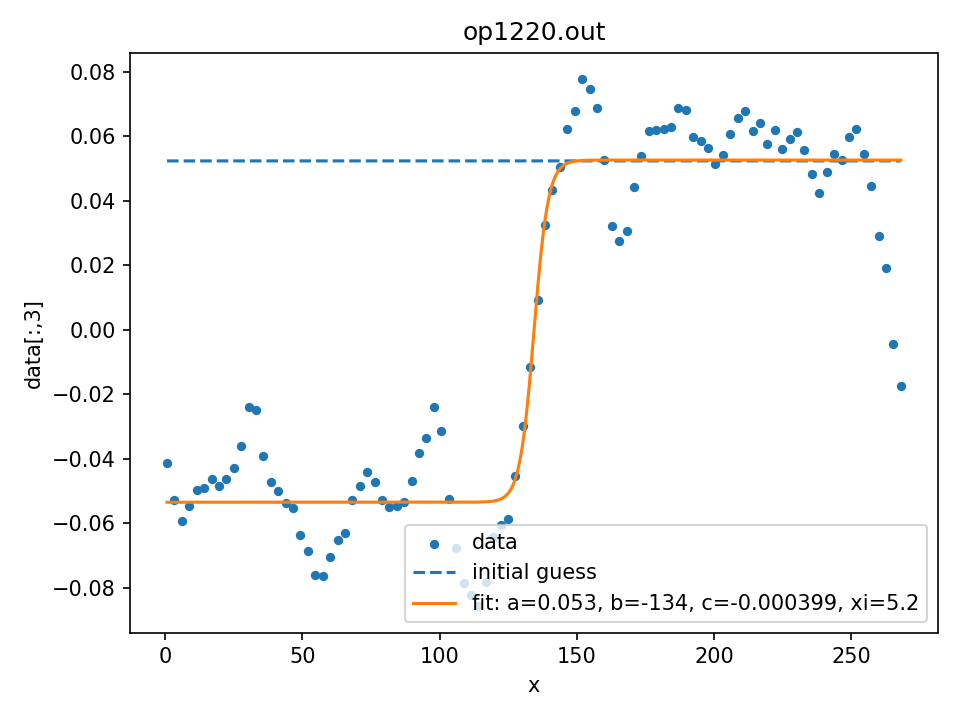 op1220.out
0.08
0.06
0.04
0.02
0.00
−0.02
−0.04
−0.06
−0.08
data[:,3]
data
initial guess
fit: a=0.053, b=-134, c=-0.000399, xi=5.2
0 50 100 150 200 250
x